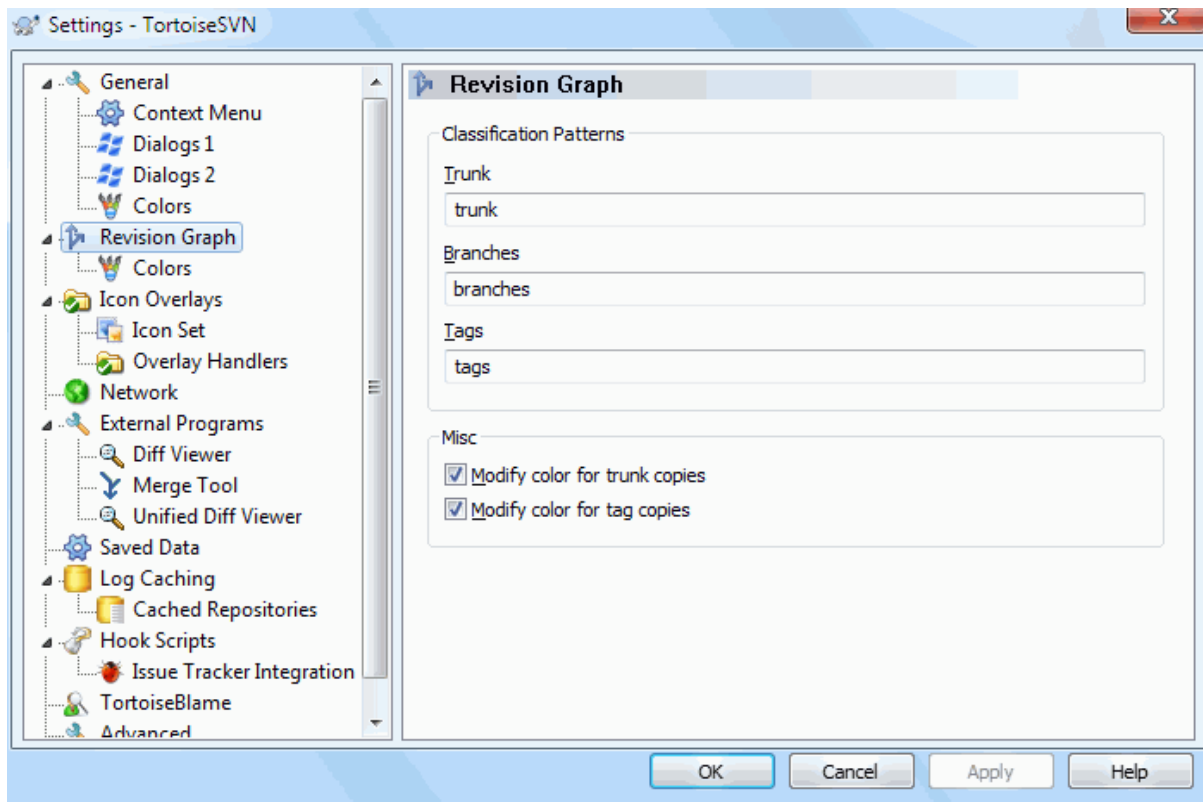 Settings - TortoiseSVN
General
Context Menu
Dialogs 1
Dialogs 2
Colors
Revision Graph
Colors
Icon Overlays
Icon Set
Overlay Handlers
Network
External Programs
Diff Viewer
Merge Tool
Unified Diff Viewer
Saved Data
Log Caching
Cached Repositories
Hook Scripts
Issue Tracker Integration
TortoiseBlame
Advanced
Revision Graph
Classification Patterns
Trunk
trunk
Branches
branches
Tags
tags
Misc
Modify color for trunk copies
Modify color for tag copies
OK
Cancel
Apply
Help